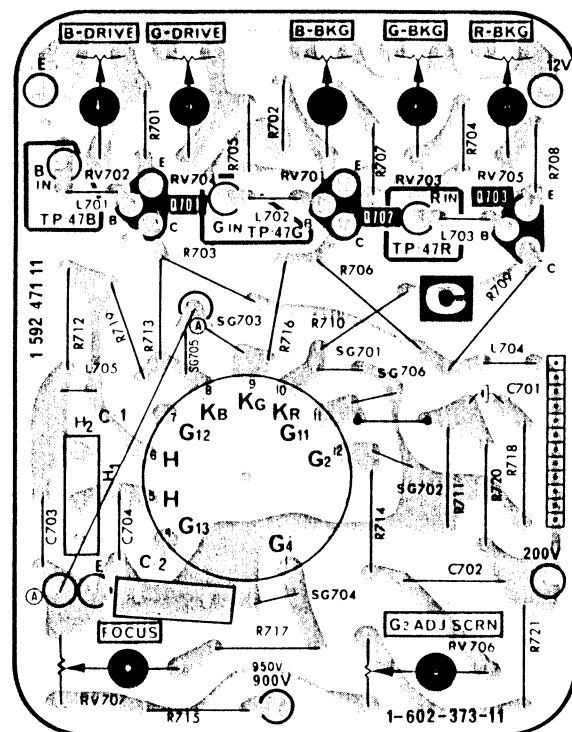 B-DRIVE G-DRIVE B-BKG G-BKG R-BKG
E 12V
R701 R705 R702 R707 R704 R708
B IN RV702 E RV704 RV701 RV703 R IN RV705 E
L701 B Q701 L702 B Q702 L703 B Q703
TP 47B C G IN TP 47G C TP 47R C
R703 R706 R709
C
1 592 471 11
R712 R719 R713 A SG703 SG705 R716 R710 SG701 SG706 L704
L705 C701
H2 C 1 7 8 9 10 11 12
KB KG KR
G12 G11
6 H G2
H1 5 H SG702 R711 R720 R718
C703 C704 4 G13 R714
G4 200V
A E C 2 SG704 C702
FOCUS R717 G2 ADJ SCRN R721
RV706
950V
900V
RV707 R715 1-602-373-11